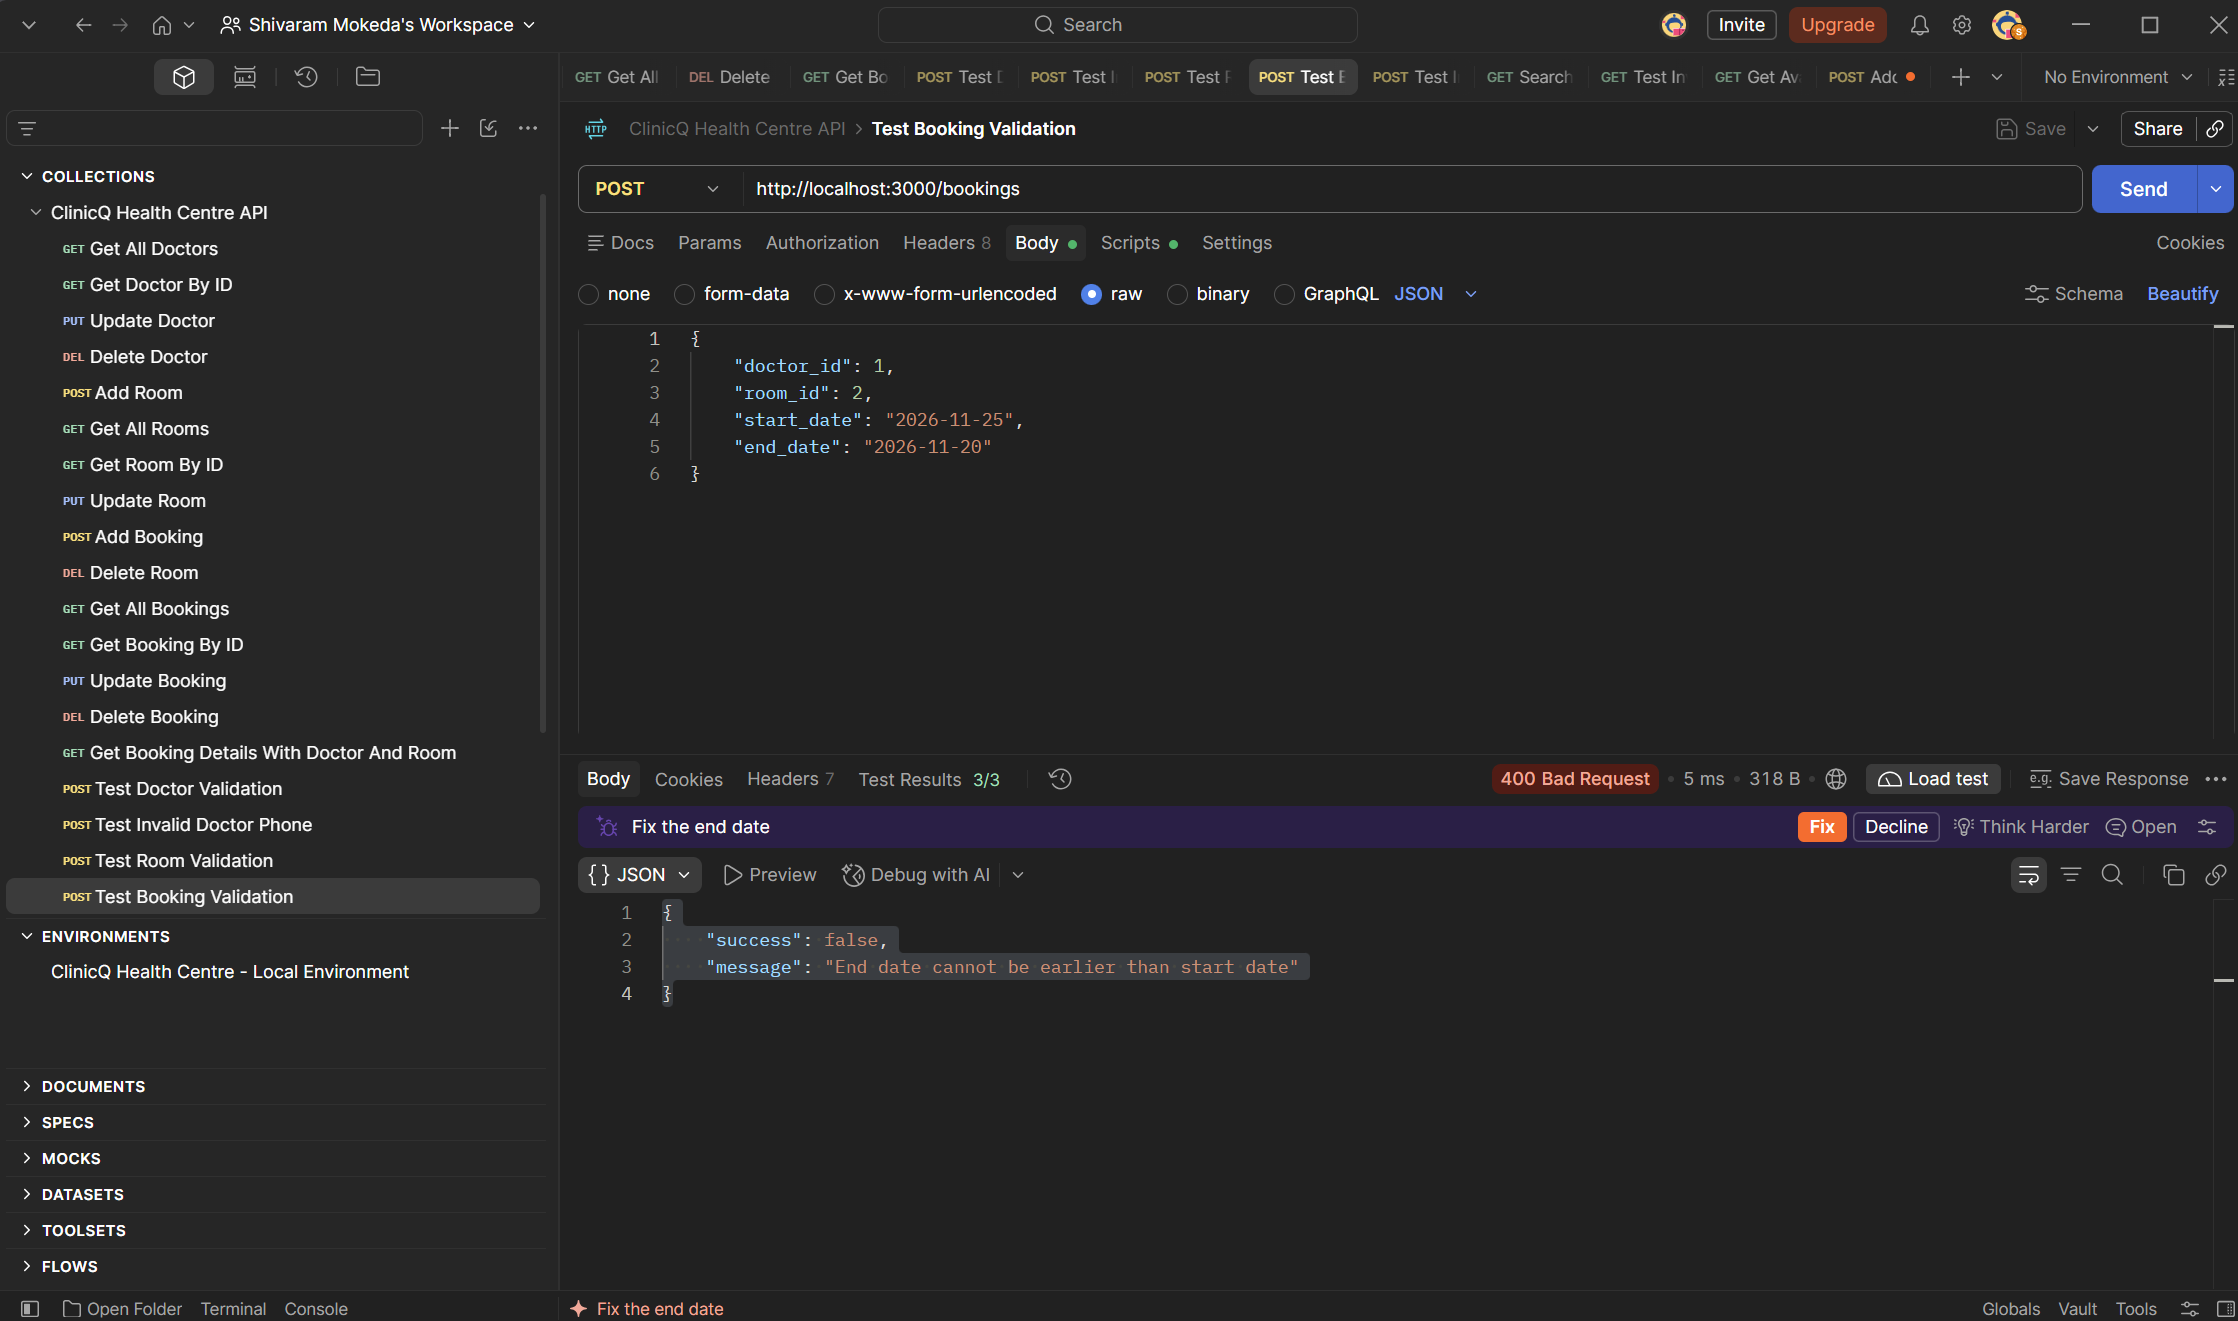 Shivaram Mokeda's Workspace
Search
Invite
Upgrade
GET Get All
DEL Delete
GET Get Bo
POST Test D
POST Test I
POST Test R
POST Test B
POST Test I
GET Search
GET Test In
GET Get Av
POST Adc
No Environment
HTTP ClinicQ Health Centre API > Test Booking Validation
Save
Share
COLLECTIONS
ClinicQ Health Centre API
GET Get All Doctors
GET Get Doctor By ID
PUT Update Doctor
DEL Delete Doctor
POST Add Room
GET Get All Rooms
GET Get Room By ID
PUT Update Room
POST Add Booking
DEL Delete Room
GET Get All Bookings
GET Get Booking By ID
PUT Update Booking
DEL Delete Booking
GET Get Booking Details With Doctor And Room
POST Test Doctor Validation
POST Test Invalid Doctor Phone
POST Test Room Validation
POST Test Booking Validation
ENVIRONMENTS
ClinicQ Health Centre - Local Environment
DOCUMENTS
SPECS
MOCKS
DATASETS
TOOLSETS
FLOWS
POST http://localhost:3000/bookings
Send
Docs Params Authorization Headers 8 Body Scripts Settings Cookies
none form-data x-www-form-urlencoded raw binary GraphQL JSON Schema Beautify
1 {
2 "doctor_id": 1,
3 "room_id": 2,
4 "start_date": "2026-11-25",
5 "end_date": "2026-11-20"
6 }
Body Cookies Headers 7 Test Results 3/3 400 Bad Request 5 ms 318 B Load test e.g. Save Response
Fix the end date Fix Decline Think Harder Open
{} JSON Preview Debug with AI
1 {
2 "success": false,
3 "message": "End date cannot be earlier than start date"
4 }
Open Folder Terminal Console Fix the end date Globals Vault Tools